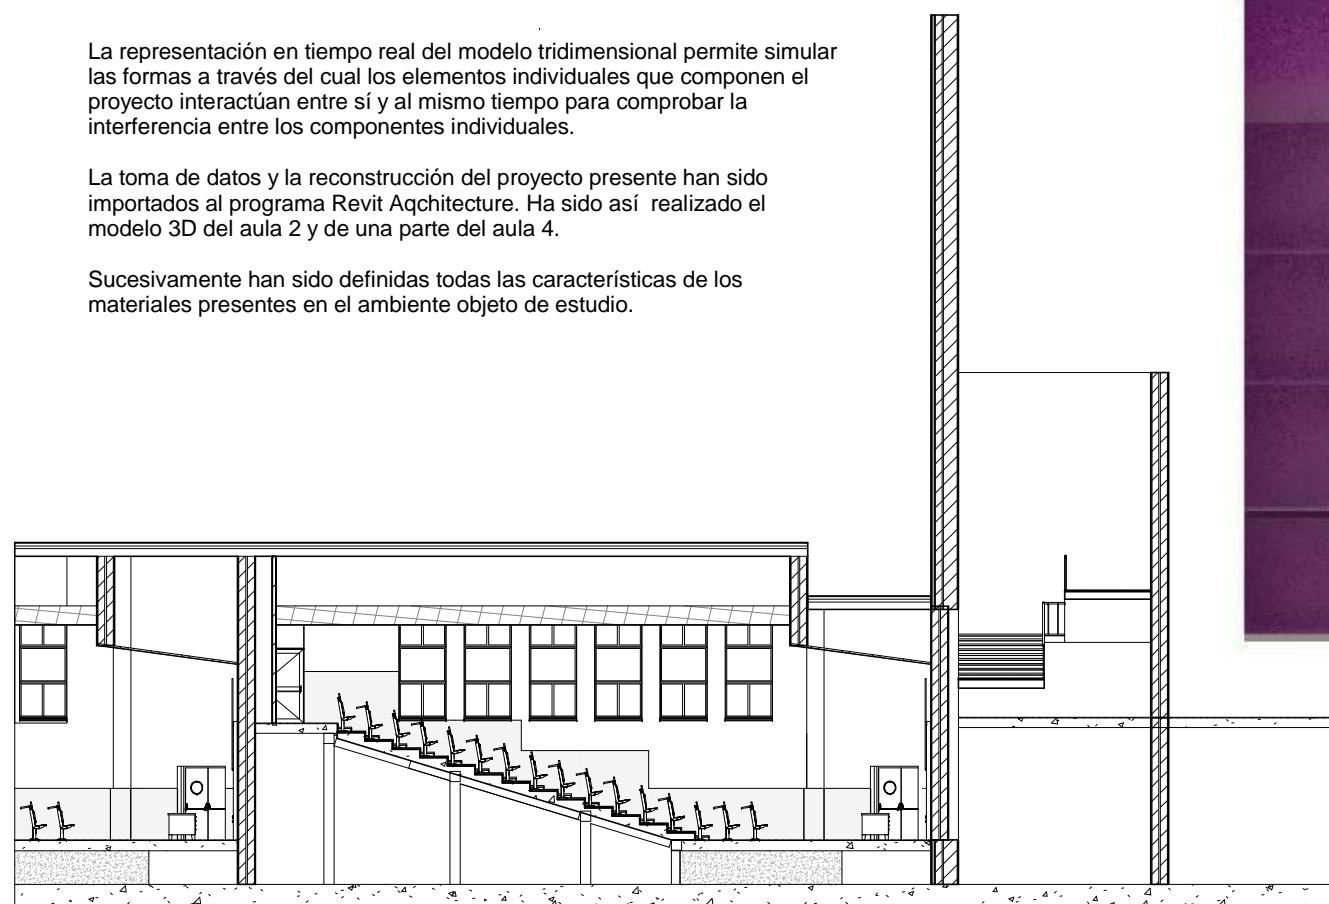 La representación en tiempo real del modelo tridimensional permite simular
las formas a través del cual los elementos individuales que componen el
proyecto interactúan entre sí y al mismo tiempo para comprobar la
interferencia entre los componentes individuales.
La toma de datos y la reconstrucción del proyecto presente han sido
importados al programa Revit Aqchitecture. Ha sido así  realizado el
modelo 3D del aula 2 y de una parte del aula 4.
Sucesivamente han sido definidas todas las características de los
materiales presentes en el ambiente objeto de estudio.